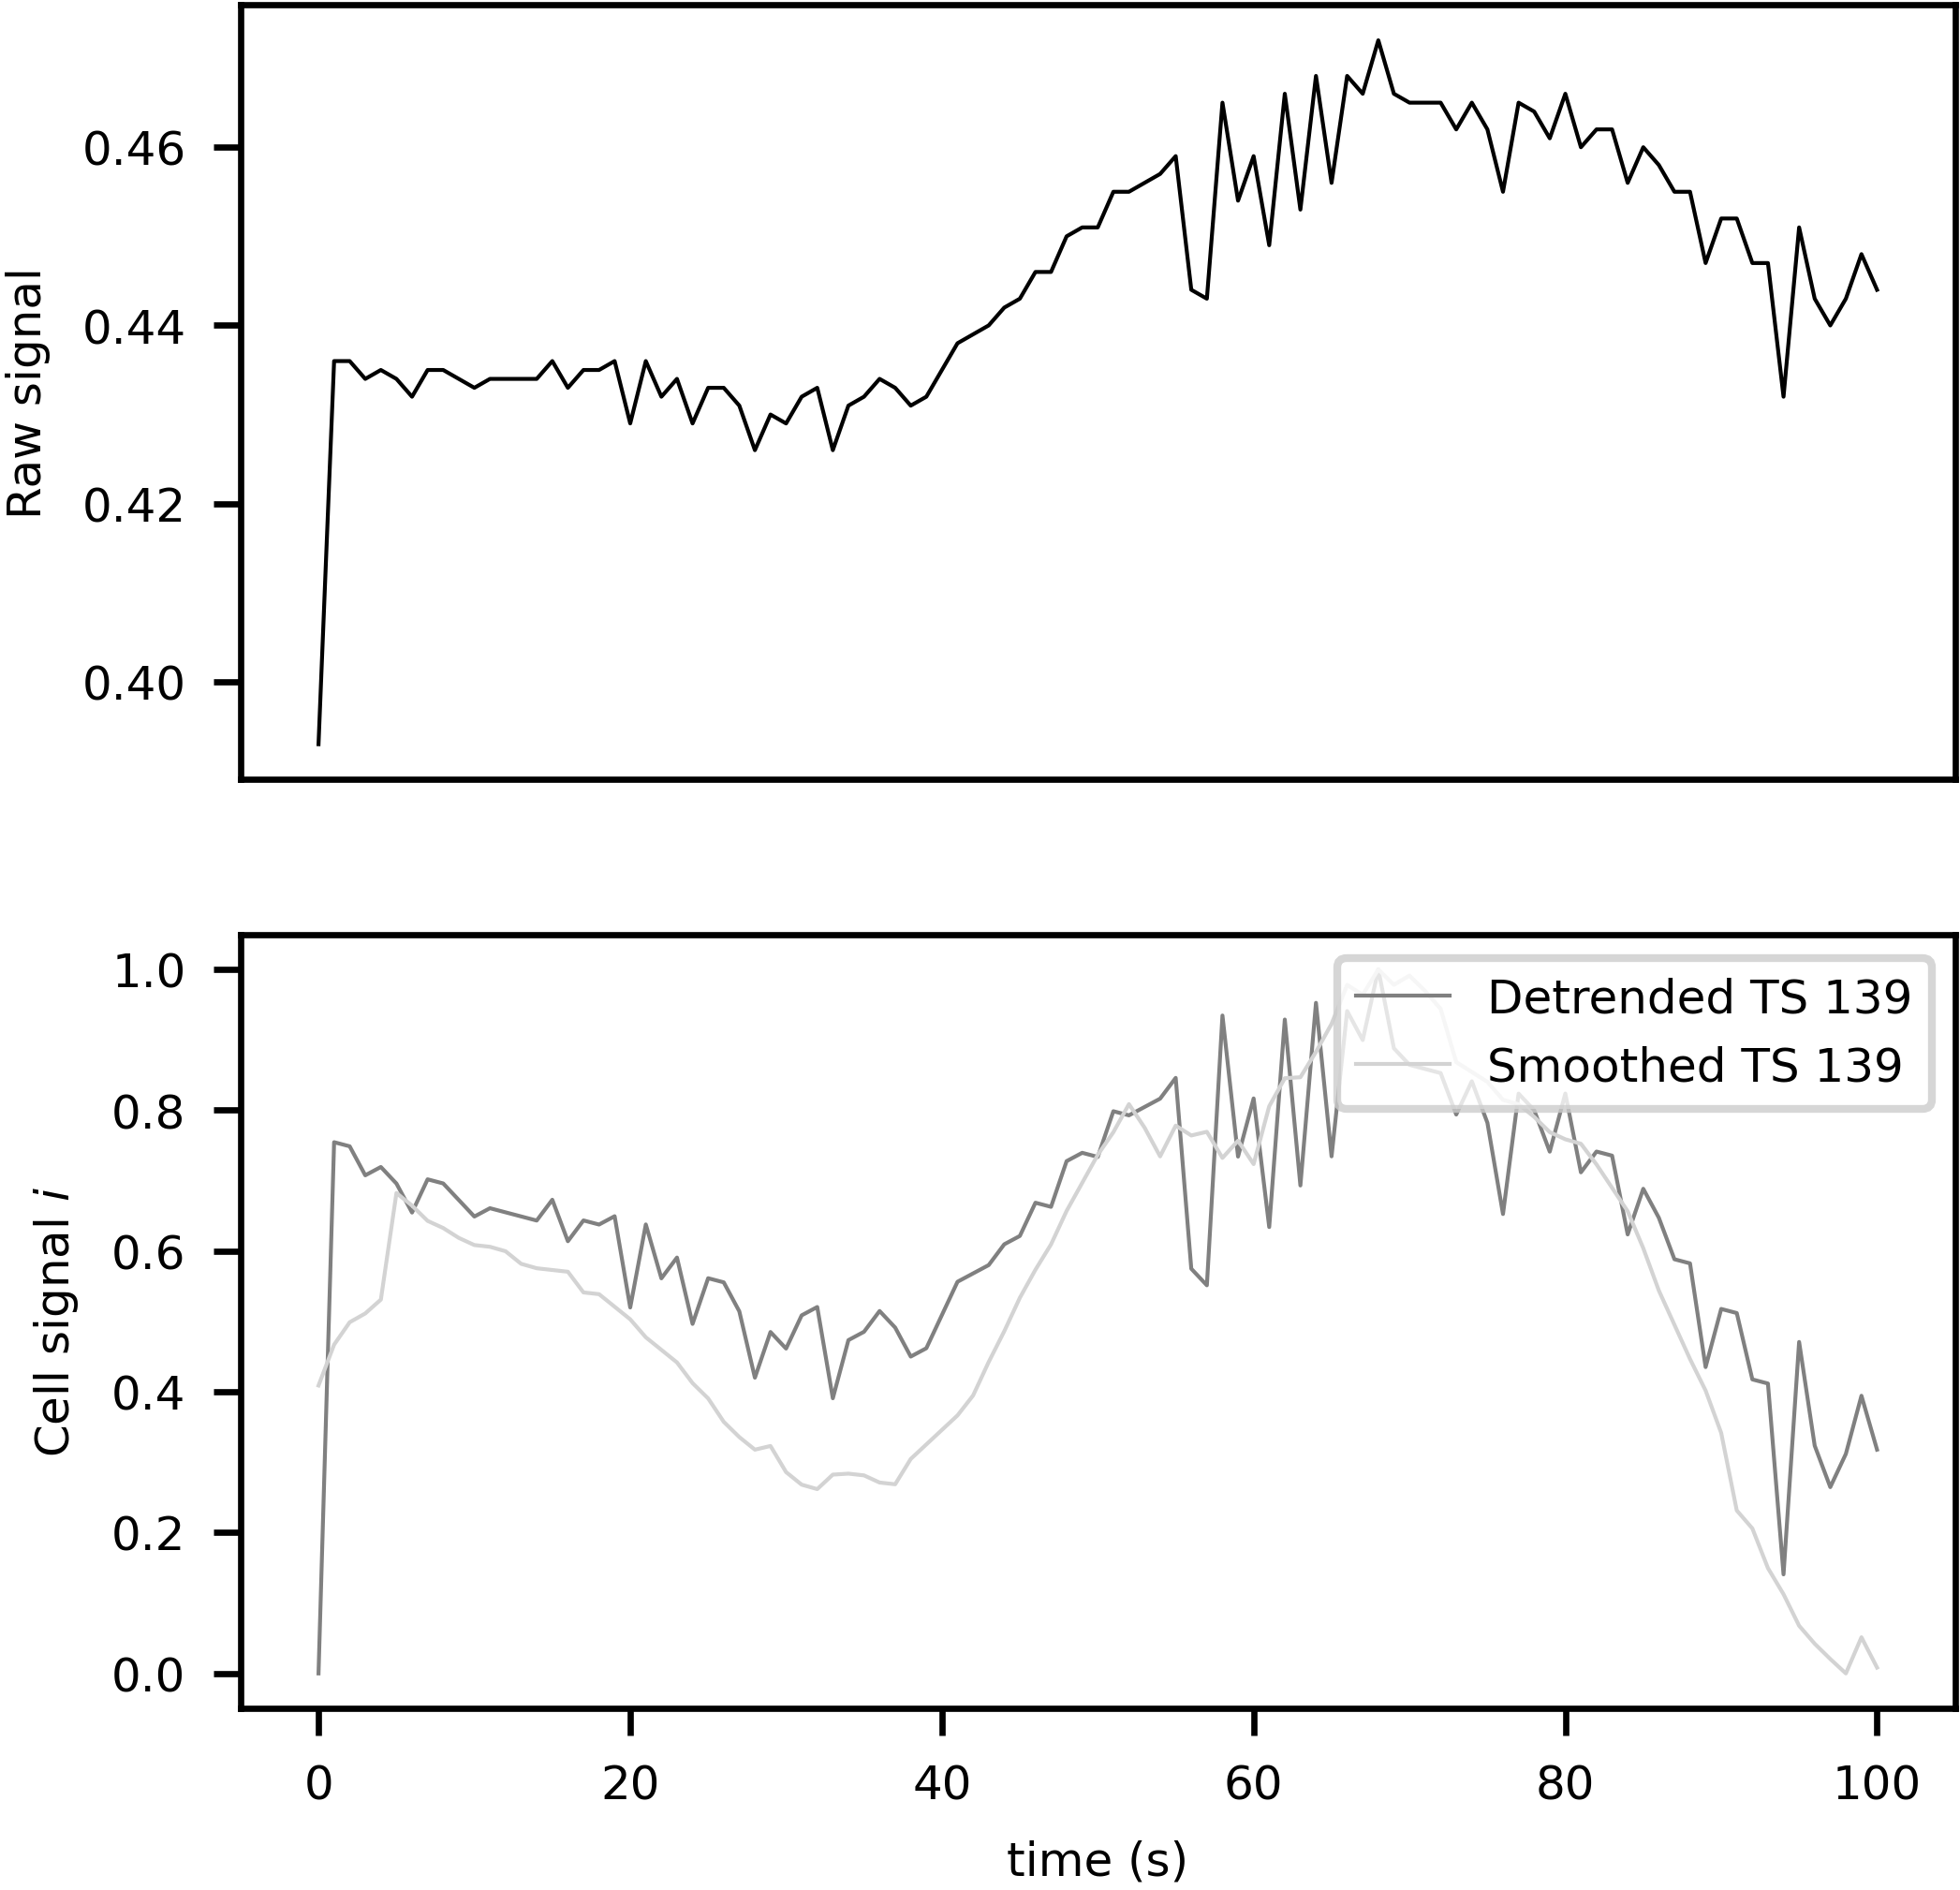 Raw signal
0.46
0.44
0.42
0.40
Cell signal i
1.0
0.8
0.6
0.4
0.2
0.0
Detrended TS 139
Smoothed TS 139
0 20 40 60 80 100
time (s)